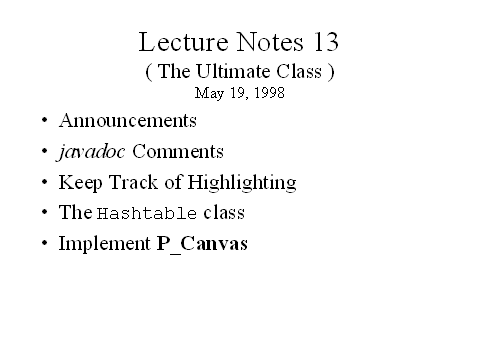 Lecture Notes 13
( The Ultimate Class )
May 19, 1998
• Announcements
• javadoc Comments
• Keep Track of Highlighting
• The Hashtable class
• Implement P_Canvas